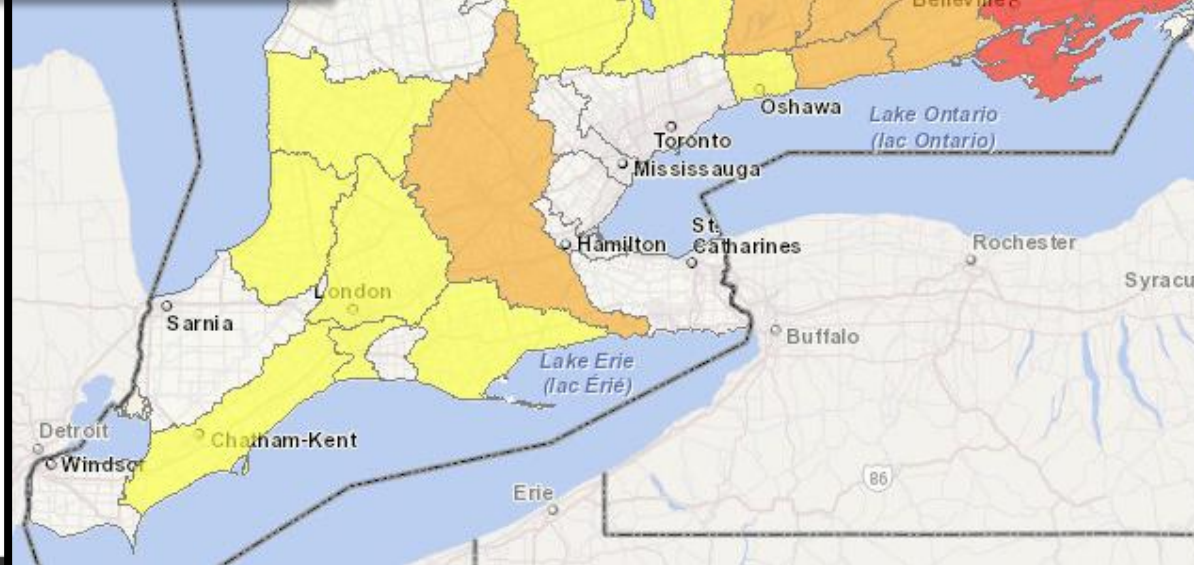 Belleville
Oshawa
Lake Ontario
(lac Ontario)
Toronto
Mississauga
St.
Catharines
Hamilton
Rochester
Syracu
London
Sarnia
Buffalo
Lake Erie
(lac Érié)
Detroit
Chatham-Kent
Windsor
86
Erie